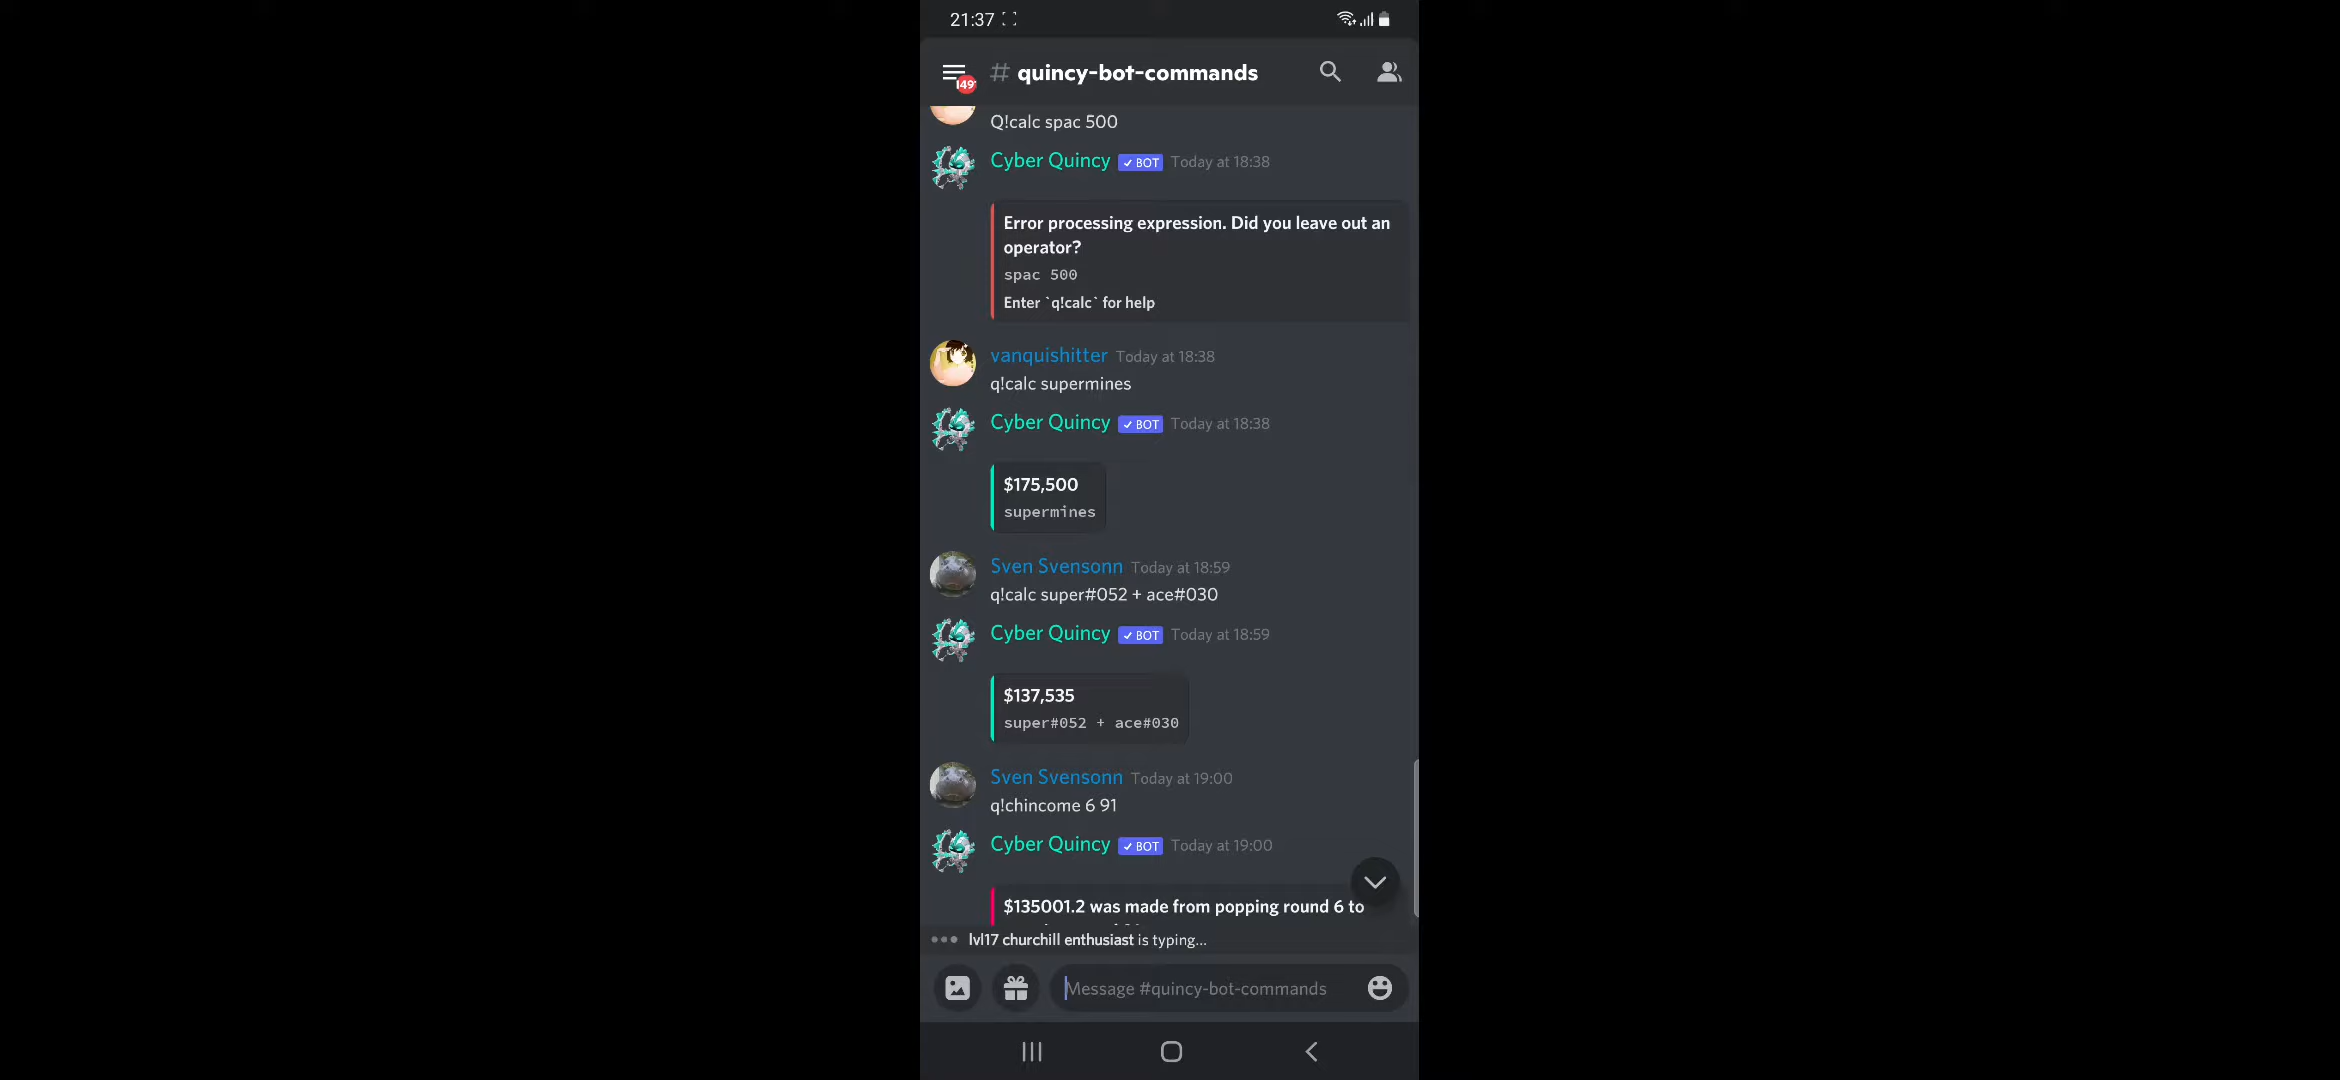 21:37
149
# quincy-bot-commands
Q!calc spac 500
Cyber Quincy ✓ BOT Today at 18:38
Error processing expression. Did you leave out an
operator?
spac 500
Enter `q!calc` for help
vanquishitter Today at 18:38
q!calc supermines
Cyber Quincy ✓ BOT Today at 18:38
$175,500
supermines
Sven Svensonn Today at 18:59
q!calc super#052 + ace#030
Cyber Quincy ✓ BOT Today at 18:59
$137,535
super#052 + ace#030
Sven Svensonn Today at 19:00
q!chincome 6 91
Cyber Quincy ✓ BOT Today at 19:00
$135001.2 was made from popping round 6 to
lvl17 churchill enthusiast is typing...
Message #quincy-bot-commands